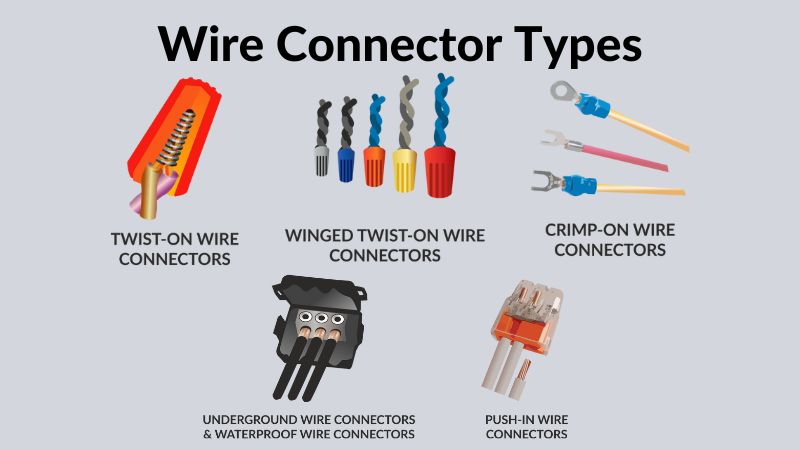 Wire Connector Types
TWIST-ON WIRE
CONNECTORS
WINGED TWIST-ON WIRE
CONNECTORS
CRIMP-ON WIRE
CONNECTORS
UNDERGROUND WIRE CONNECTORS
& WATERPROOF WIRE CONNECTORS
PUSH-IN WIRE
CONNECTORS